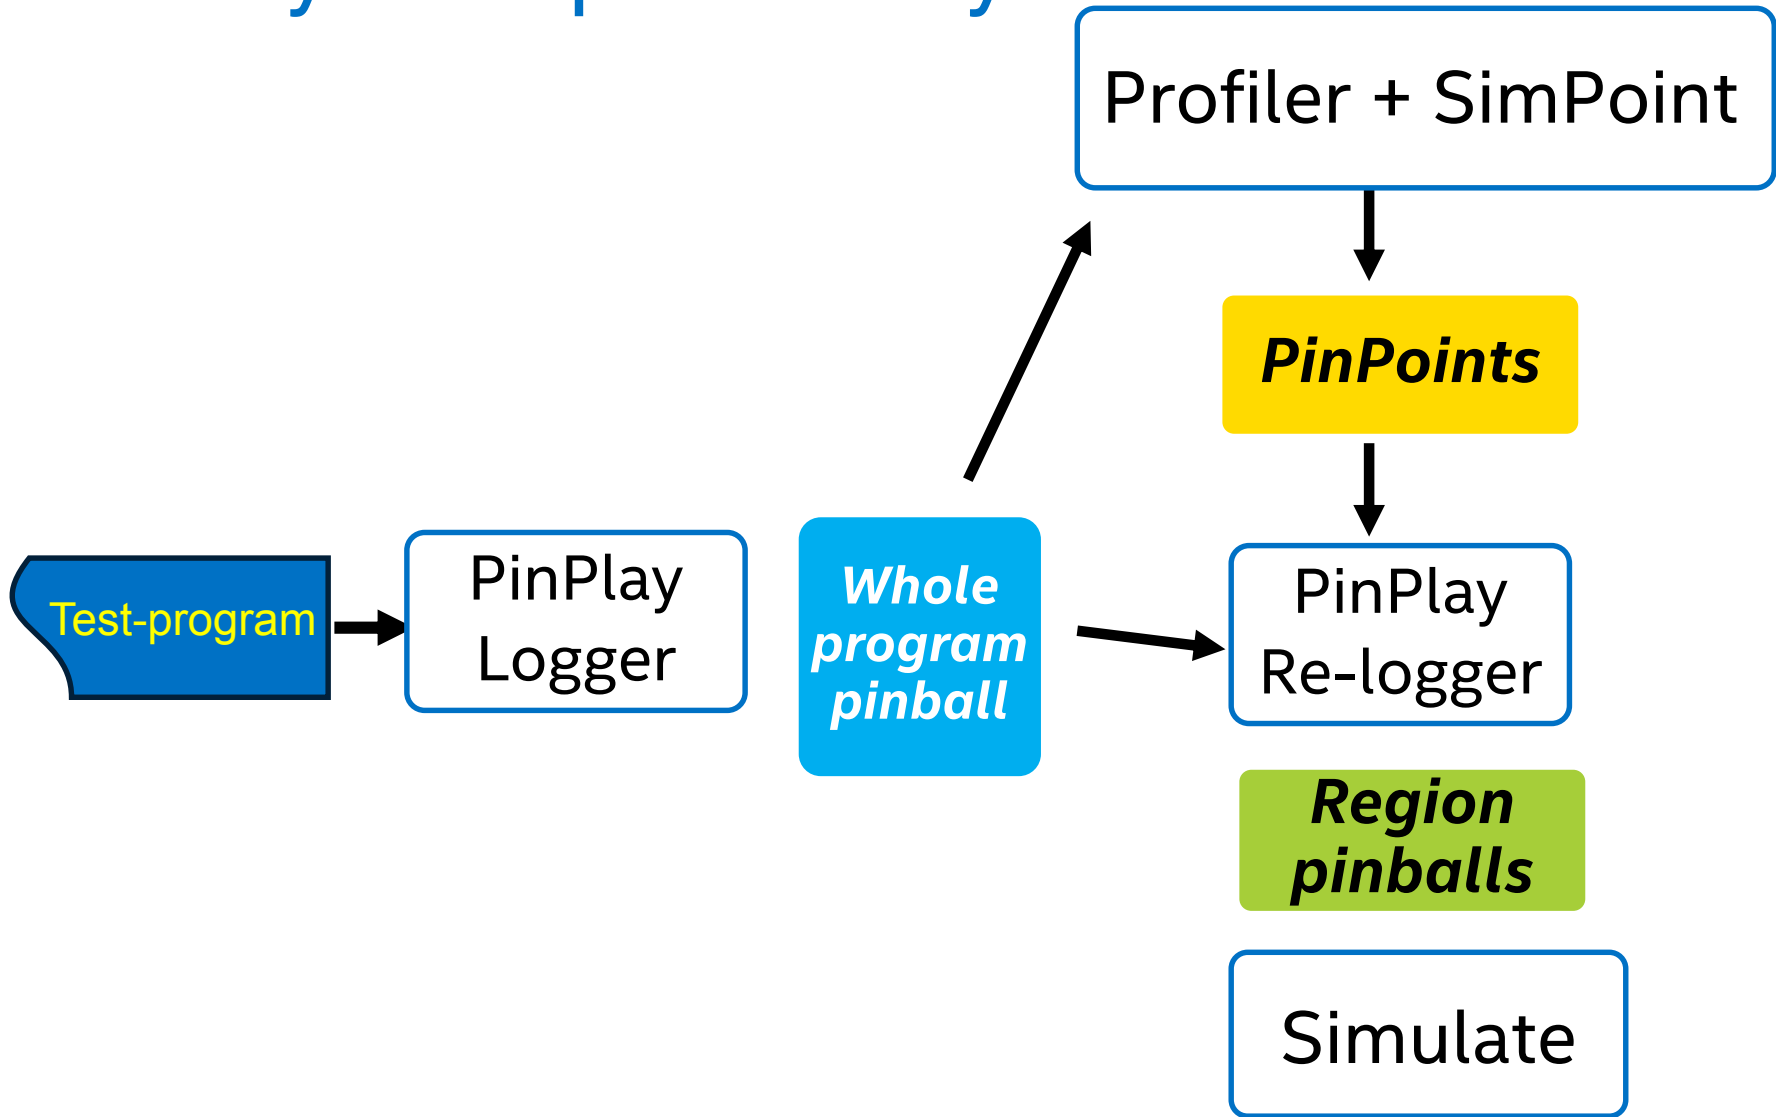 Profiler + SimPoint
PinPoints
Test-program
PinPlay
Logger
Whole
program
pinball
PinPlay
Re-logger
Region
pinballs
Simulate